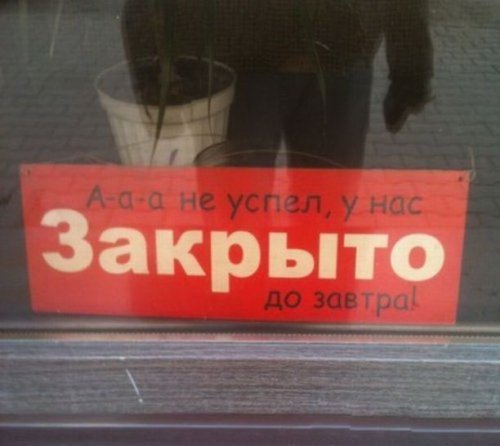 А-а-а не успел, у нас
Закрыто
до завтра!